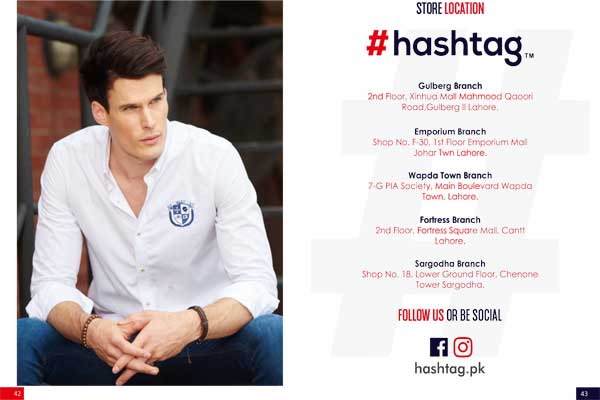 STORE LOCATION
#hashtag TM
Gulberg Branch
2nd Floor, Xinhua Mall Mahmood Qaoori
Road,Gulberg II Lahore.
Emporium Branch
Shop No. F-30, 1st Floor Emporium Mall
Johar Twn Lahore.
Wapda Town Branch
7-G PIA Society, Main Boulevard Wapda
Town, Lahore.
Fortress Branch
2nd Floor, Fortress Square Mall, Cantt
Lahore.
Sargodha Branch
Shop No. 18, Lower Ground Floor, Chenone
Tower Sargodha.
FOLLOW US OR BE SOCIAL
hashtag.pk
42
43